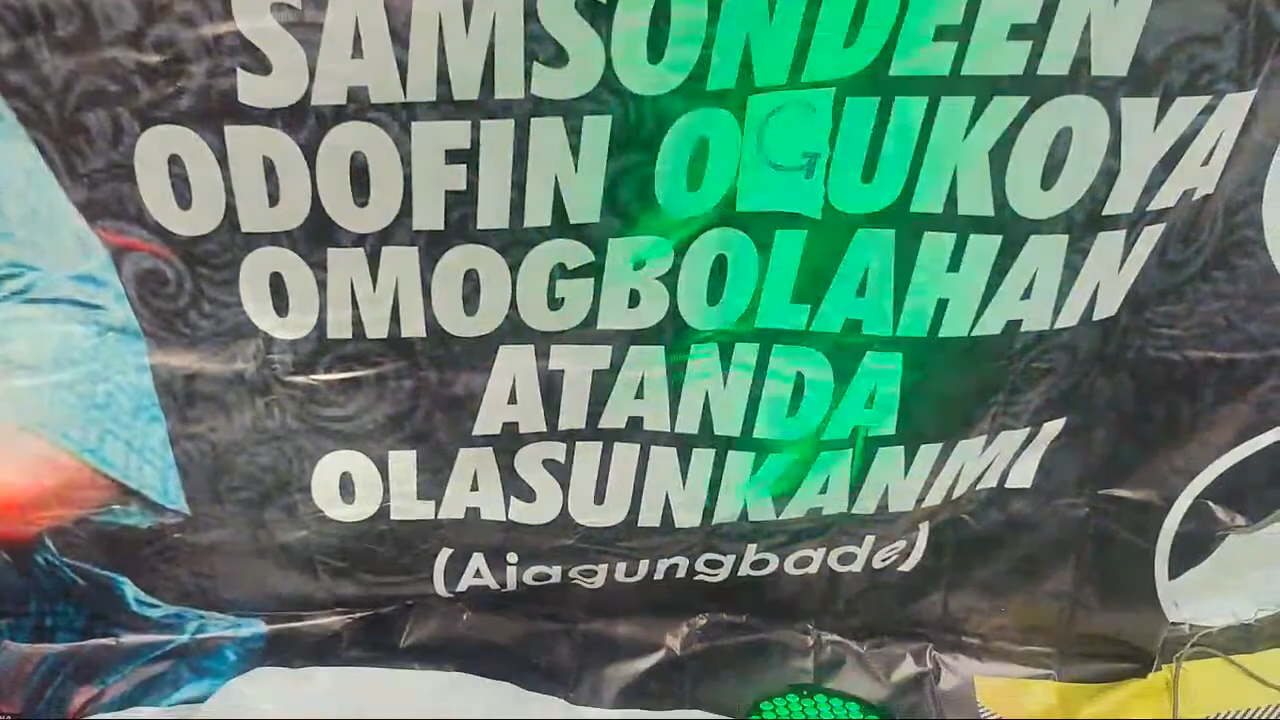 SAMSONDEEN
ODOFIN OGUKOYA
OMOGBOLAHAN
ATANDA
OLASUNKANMI
(Ajagungbade)